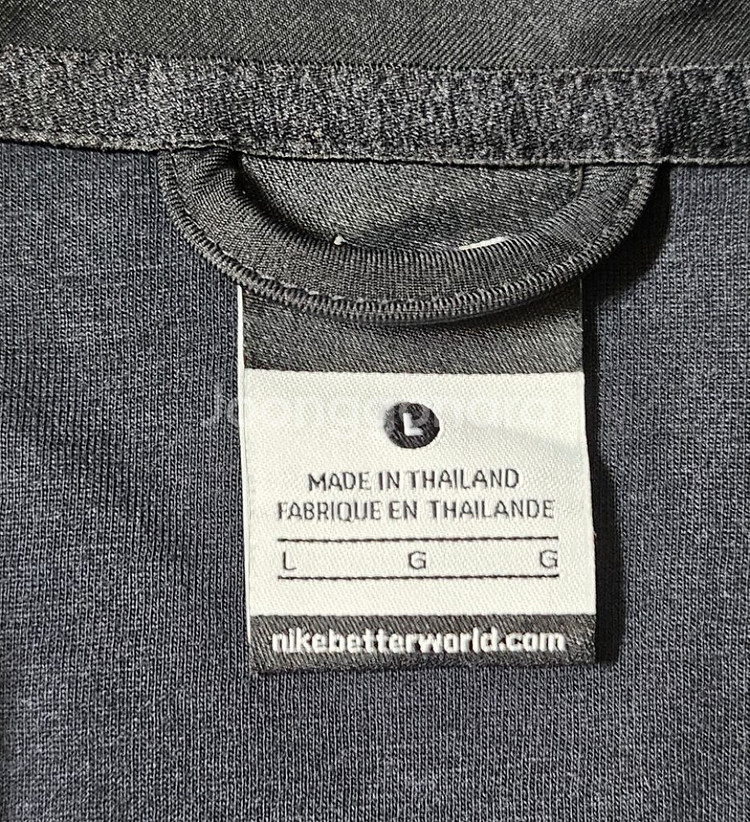 L
MADE IN THAILAND
FABRIQUE EN THAILANDE
L G G
nikebetterworld.com